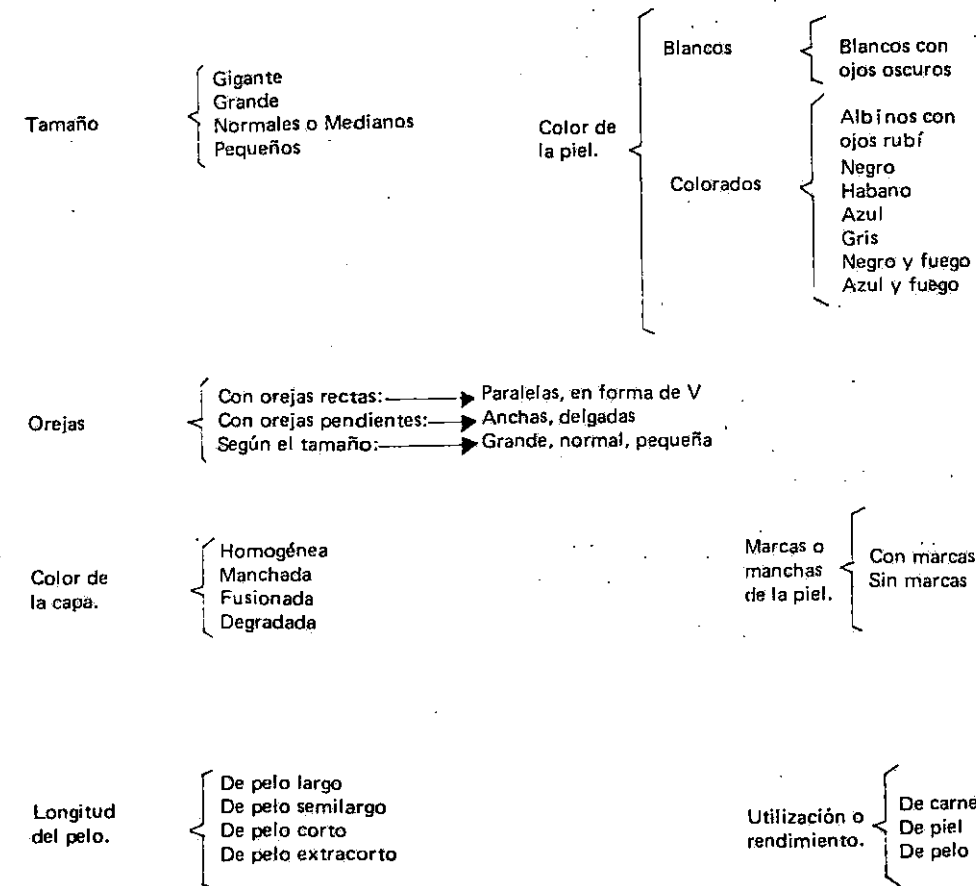 Tamaño
Gigante
Grande
Normales o Medianos
Pequeños
Color de
la piel.
Blancos
Blancos con
ojos oscuros
Colorados
Albinos con
ojos rubí
Negro
Habano
Azul
Gris
Negro y fuego
Azul y fuego
Orejas
Con orejas rectas: Paralelas, en forma de V
Con orejas pendientes: Anchas, delgadas
Según el tamaño: Grande, normal, pequeña
Color de
la capa.
Homogénea
Manchada
Fusionada
Degradada
Marcas o
manchas
de la piel.
Con marcas
Sin marcas
Longitud
del pelo.
De pelo largo
De pelo semilargo
De pelo corto
De pelo extracorto
Utilización o
rendimiento.
De carne
De piel
De pelo